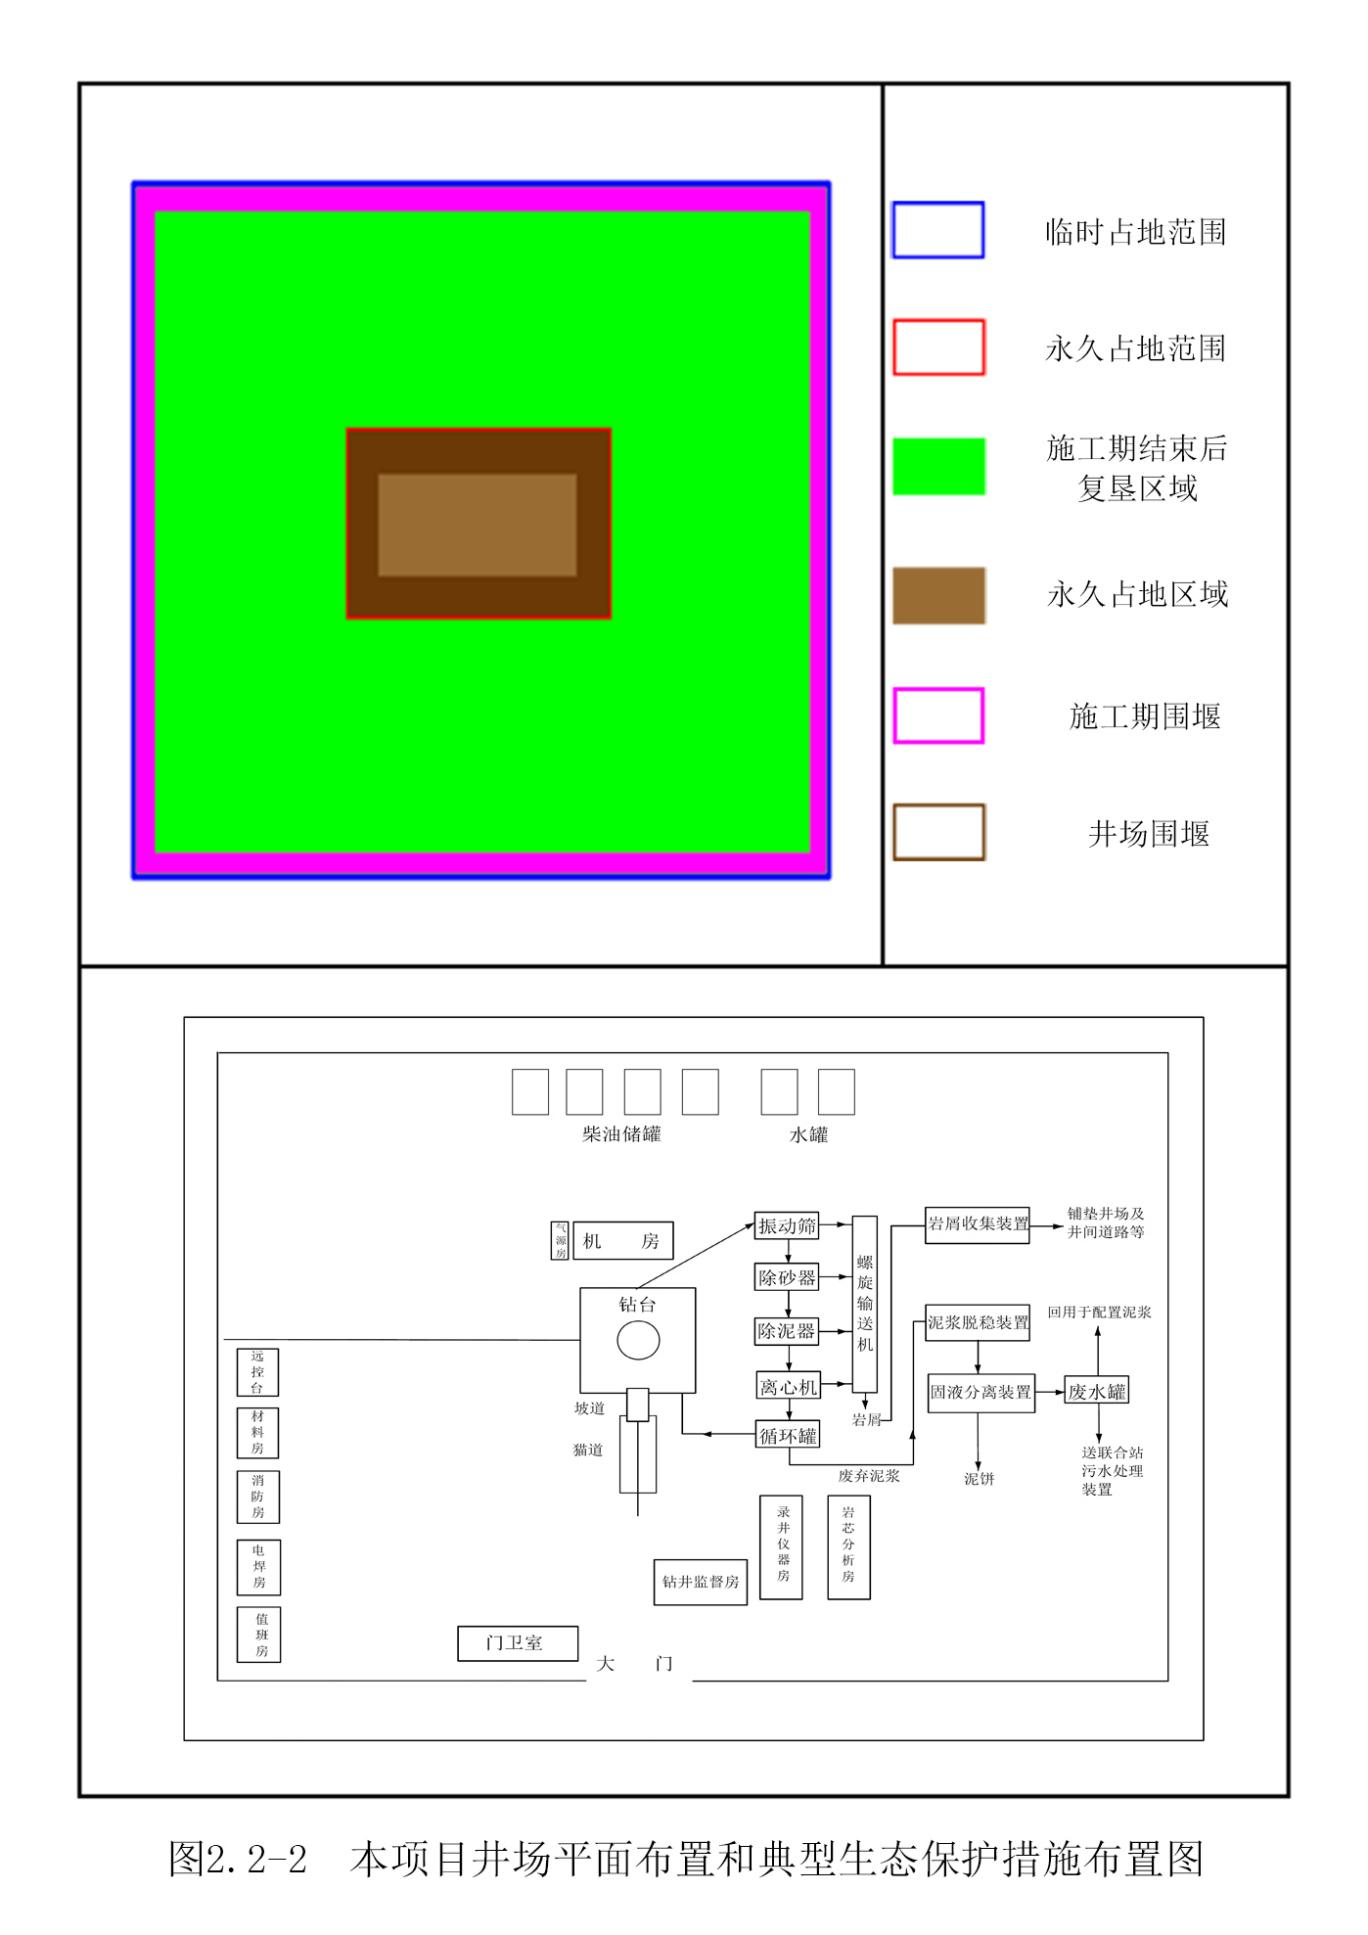 临时占地范围
永久占地范围
施工期结束后
复垦区域
永久占地区域
施工期围堰
井场围堰
柴油储罐
水罐
气源房
机 房
钻台
振动筛
除砂器
除泥器
离心机
循环罐
螺旋输送机
岩屑
岩屑收集装置
铺垫井场及
井间道路等
泥浆脱稳装置
回用于配置泥浆
固液分离装置
废水罐
送联合站
污水处理
装置
泥饼
废弃泥浆
坡道
猫道
远控台
材料房
消防房
电焊房
值班房
录井仪器房
岩芯分析房
钻井监督房
门卫室
大 门
图2.2-2 本项目井场平面布置和典型生态保护措施布置图